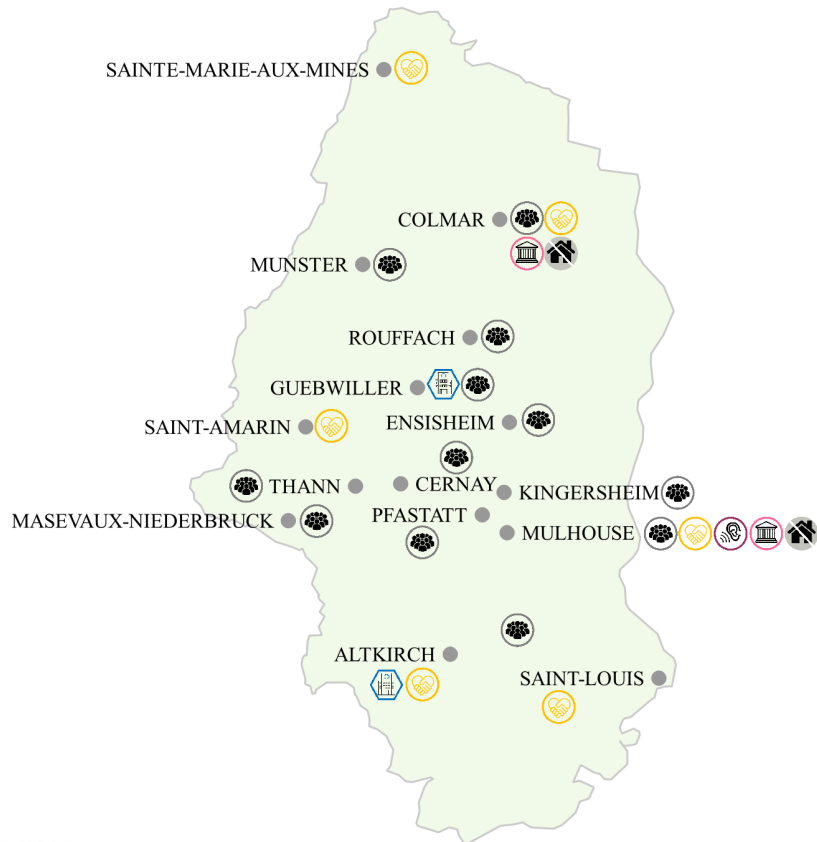 SAINTE-MARIE-AUX-MINES
COLMAR
MUNSTER
ROUFFACH
GUEBWILLER
SAINT-AMARIN
ENSISHEIM
THANN
CERNAY
KINGERSHEIM
MASEVAUX-NIEDERBRUCK
PFASTATT
MULHOUSE
ALTKIRCH
SAINT-LOUIS